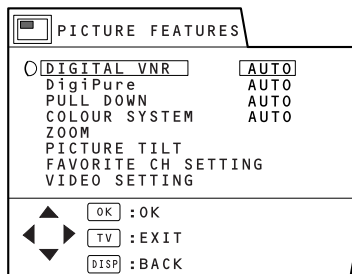 PICTURE FEATURES
DIGITAL VNR AUTO
DigiPure AUTO
PULL DOWN AUTO
COLOUR SYSTEM AUTO
ZOOM
PICTURE TILT
FAVORITE CH SETTING
VIDEO SETTING
OK :OK
TV :EXIT
DISP :BACK